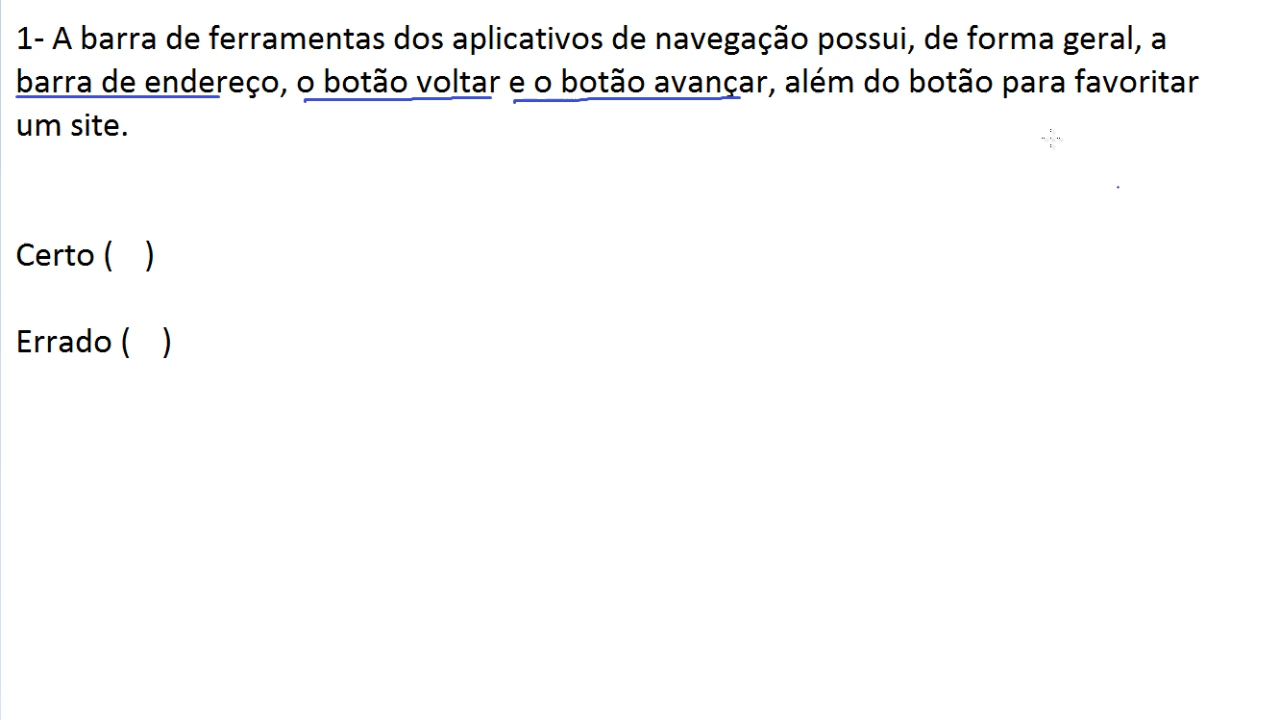 1- A barra de ferramentas dos aplicativos de navegação possui, de forma geral, a
barra de endereço, o botão voltar e o botão avançar, além do botão para favoritar
um site.
Certo (   )
Errado (   )